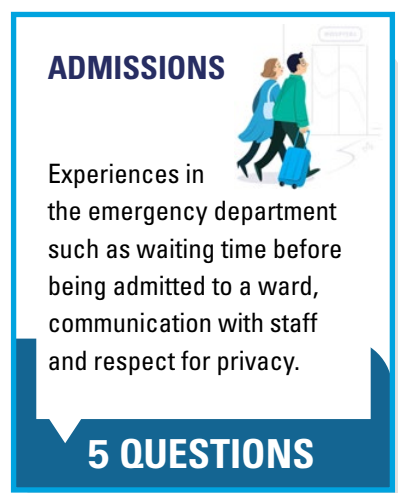 ADMISSIONS
HOSPITAL
Experiences in
the emergency department
such as waiting time before
being admitted to a ward,
communication with staff
and respect for privacy.
5 QUESTIONS